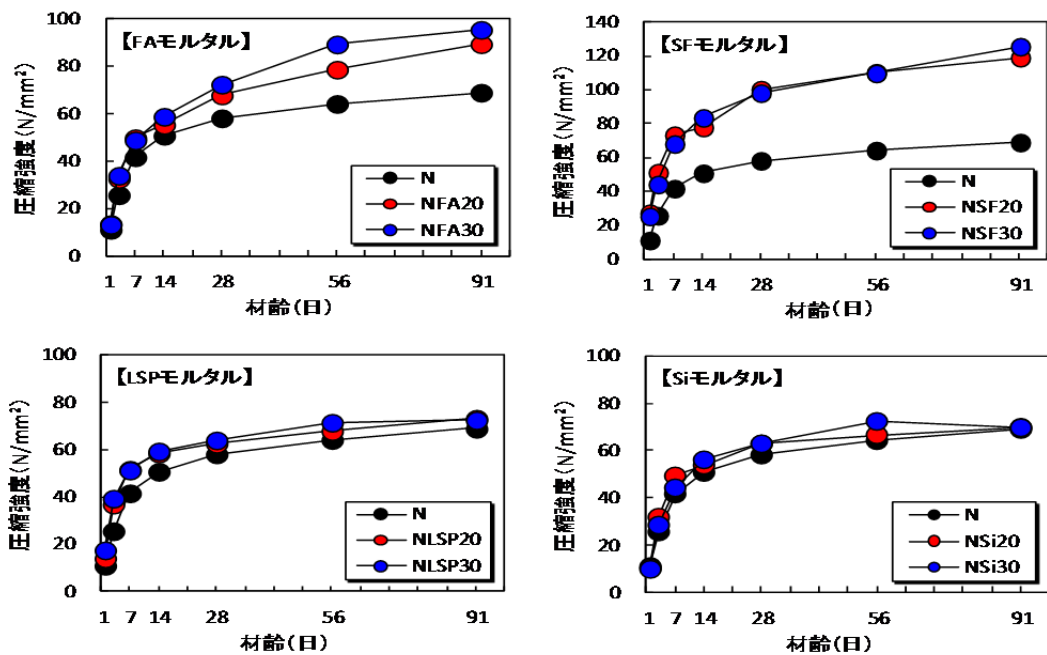 【FAモルタル】
圧縮強度(N/mm²)
100
80
60
40
20
0
N
NFA20
NFA30
1 7 14 28 56 91
材齢(日)
【SFモルタル】
圧縮強度(N/mm²)
140
120
100
80
60
40
20
0
N
NSF20
NSF30
1 7 14 28 56 91
材齢(日)
【LSPモルタル】
圧縮強度(N/mm²)
100
80
60
40
20
0
N
NLSP20
NLSP30
1 7 14 28 56 91
材齢(日)
【Siモルタル】
圧縮強度(N/mm²)
100
80
60
40
20
0
N
NSi20
NSi30
1 7 14 28 56 91
材齢(日)